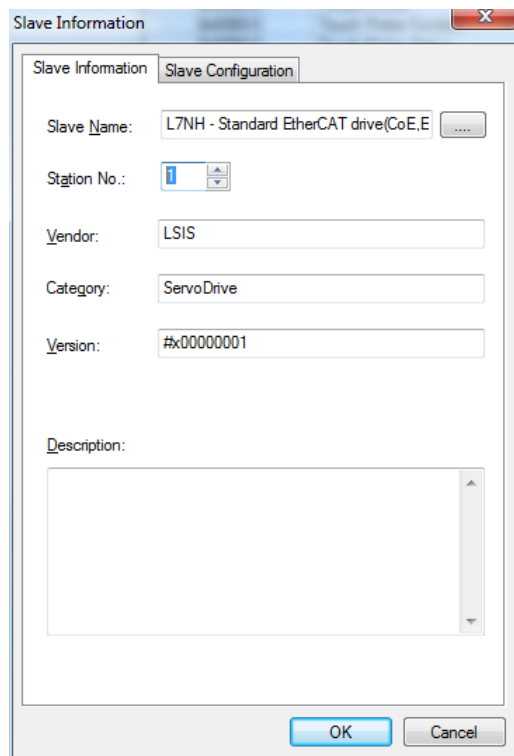 Slave Information
Slave Information Slave Configuration
Slave Name: L7NH - Standard EtherCAT drive(CoE,E ....
Station No.: 1
Vendor: LSIS
Category: ServoDrive
Version: #x00000001
Description:
OK Cancel